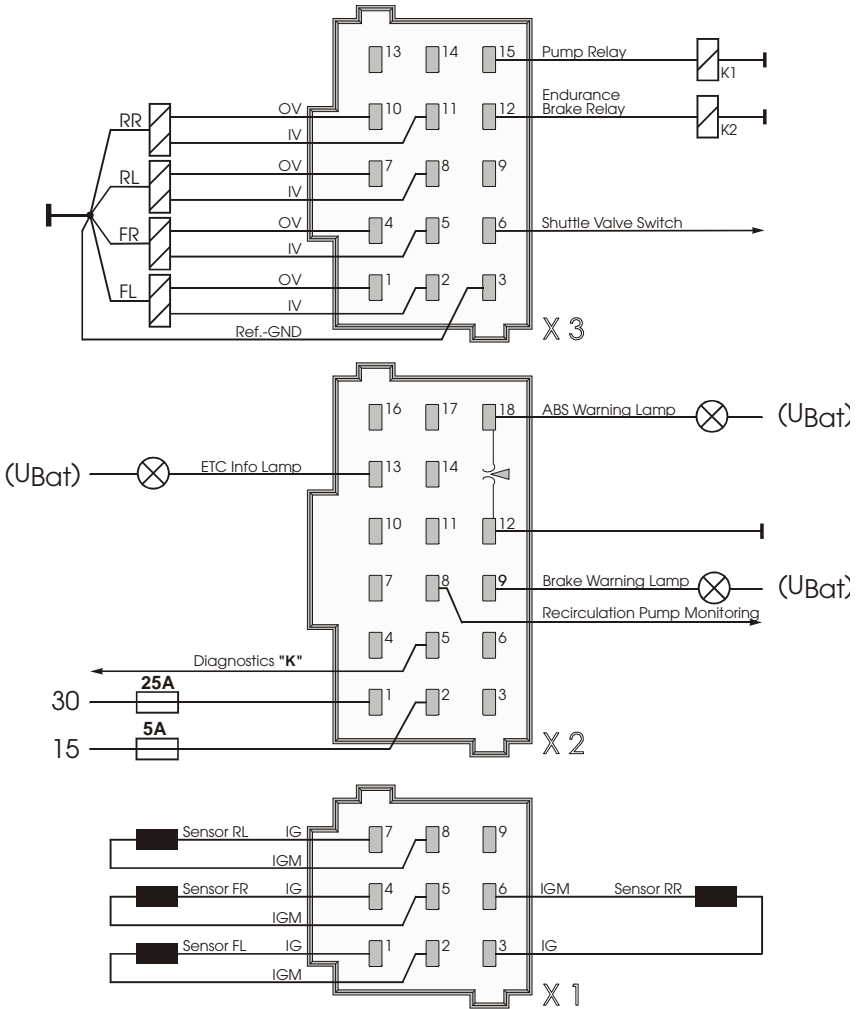 13 14 15 Pump Relay
K1
Endurance
RR OV 10 11 12 Brake Relay
IV K2
RL OV 7 8 9
IV
FR OV 4 5 6 Shuttle Valve Switch
IV
FL OV 1 2 3
IV
Ref.-GND
X 3
16 17 18 ABS Warning Lamp (UBat)
(UBat) ETC Info Lamp 13 14
10 11 12
7 8 9 Brake Warning Lamp (UBat)
Recirculation Pump Monitoring
4 5 6
Diagnostics "K"
30 25A 1 2 3
15 5A
X 2
Sensor RL IG 7 8 9
IGM
Sensor FR IG 4 5 6 IGM Sensor RR
IGM
Sensor FL IG 1 2 3 IG
IGM
X 1